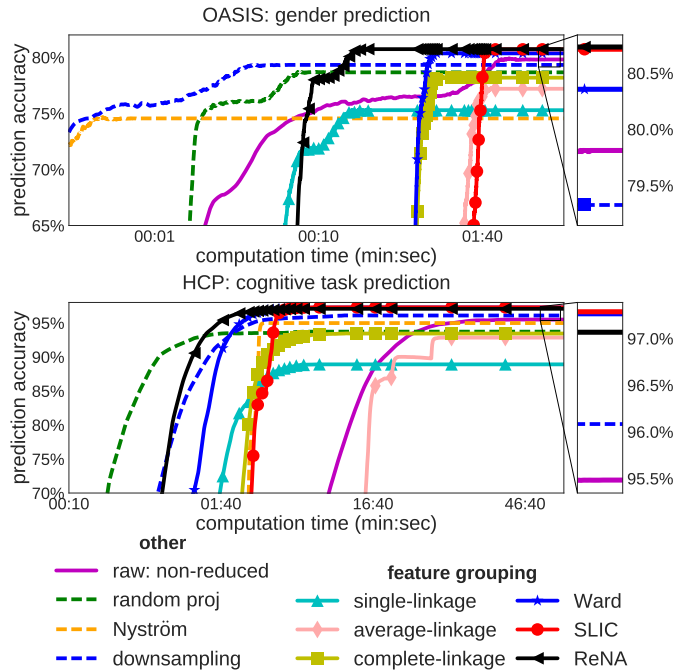 OASIS: gender prediction
prediction accuracy
80%
75%
70%
65%
00:01
00:10
01:40
computation time (min:sec)
80.5%
80.0%
79.5%
HCP: cognitive task prediction
prediction accuracy
95%
90%
85%
80%
75%
70%
00:10
01:40
16:40
46:40
computation time (min:sec)
97.0%
96.5%
96.0%
95.5%
other
raw: non-reduced
random proj
Nyström
downsampling
feature grouping
single-linkage
average-linkage
complete-linkage
Ward
SLIC
ReNA